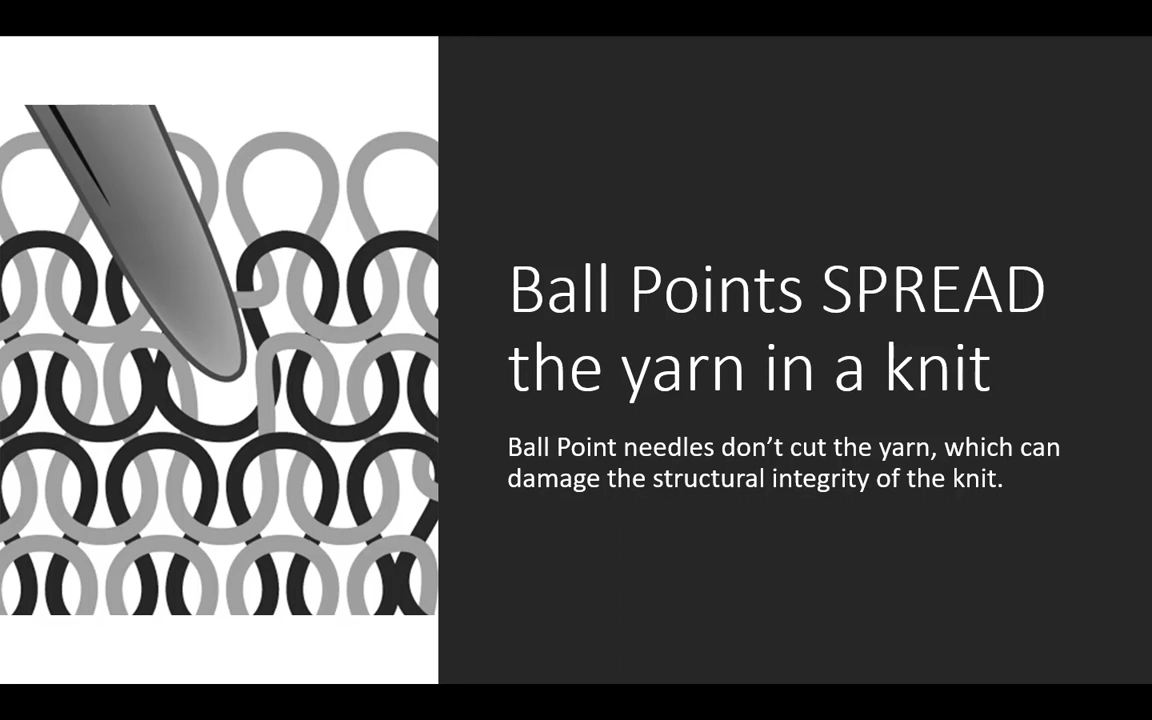 Ball Points SPREAD
the yarn in a knit
Ball Point needles don’t cut the yarn, which can
damage the structural integrity of the knit.